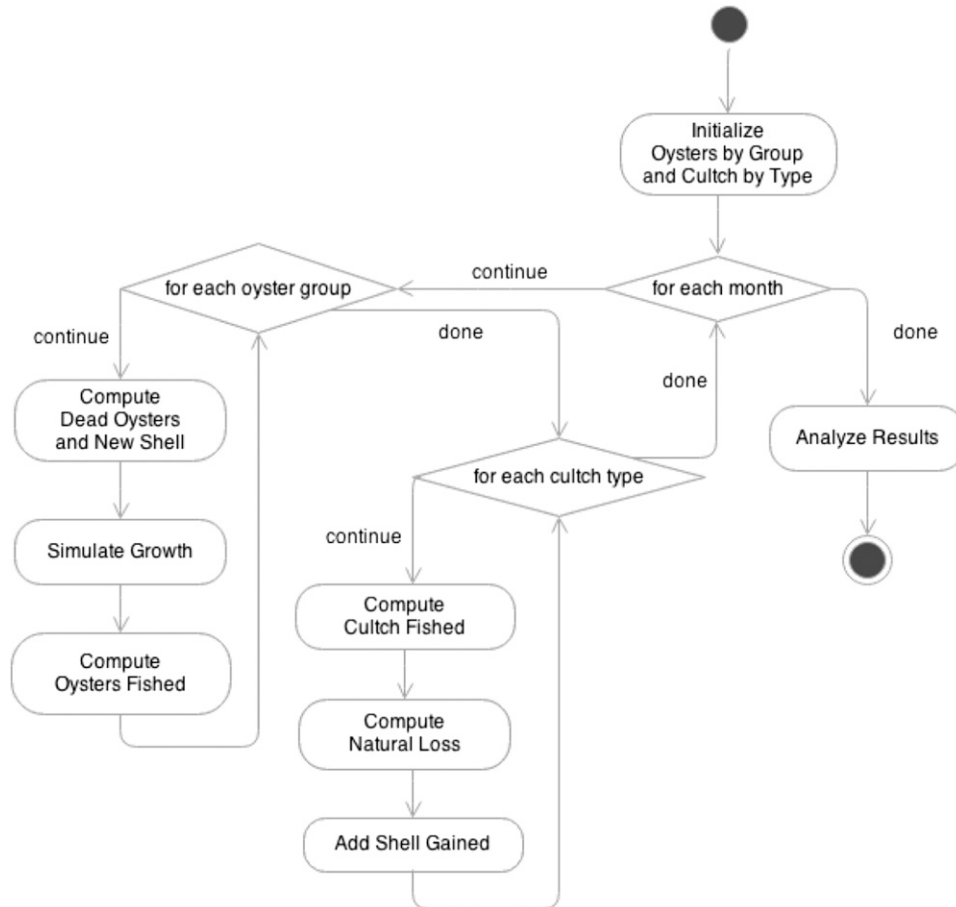 Initialize
Oysters by Group
and Cultch by Type
continue
for each oyster group
for each month
continue
done
done
done
Compute
Dead Oysters
and New Shell
for each cultch type
Analyze Results
continue
Simulate Growth
Compute
Cultch Fished
Compute
Oysters Fished
Compute
Natural Loss
Add Shell Gained